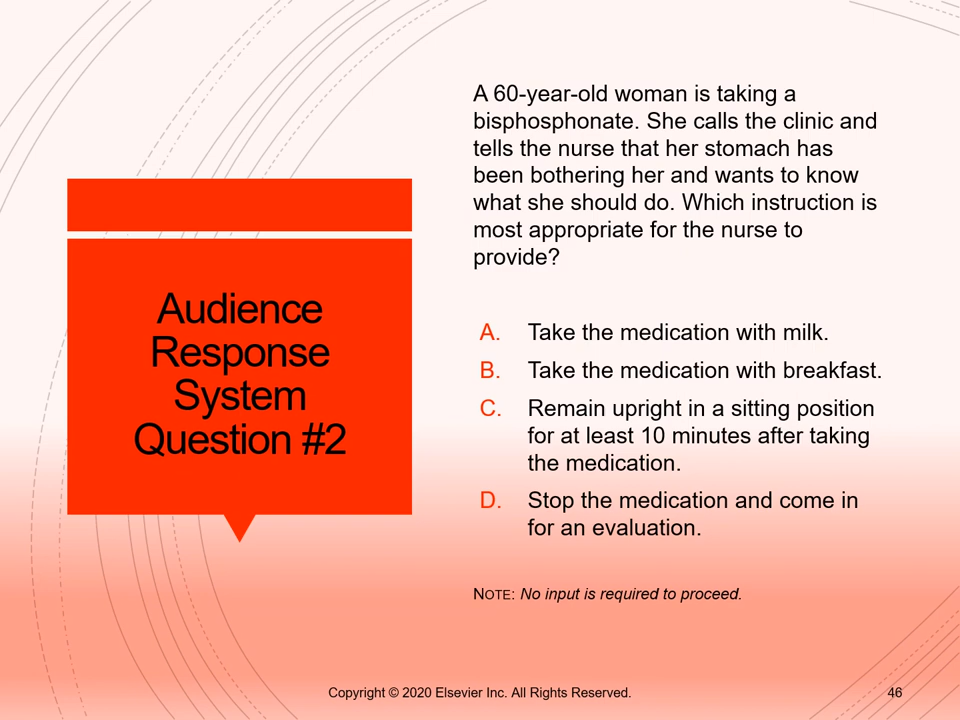 Audience
Response
System
Question #2
A 60-year-old woman is taking a
bisphosphonate. She calls the clinic and
tells the nurse that her stomach has
been bothering her and wants to know
what she should do. Which instruction is
most appropriate for the nurse to
provide?
A. Take the medication with milk.
B. Take the medication with breakfast.
C. Remain upright in a sitting position
for at least 10 minutes after taking
the medication.
D. Stop the medication and come in
for an evaluation.
NOTE: No input is required to proceed.
Copyright © 2020 Elsevier Inc. All Rights Reserved.
46